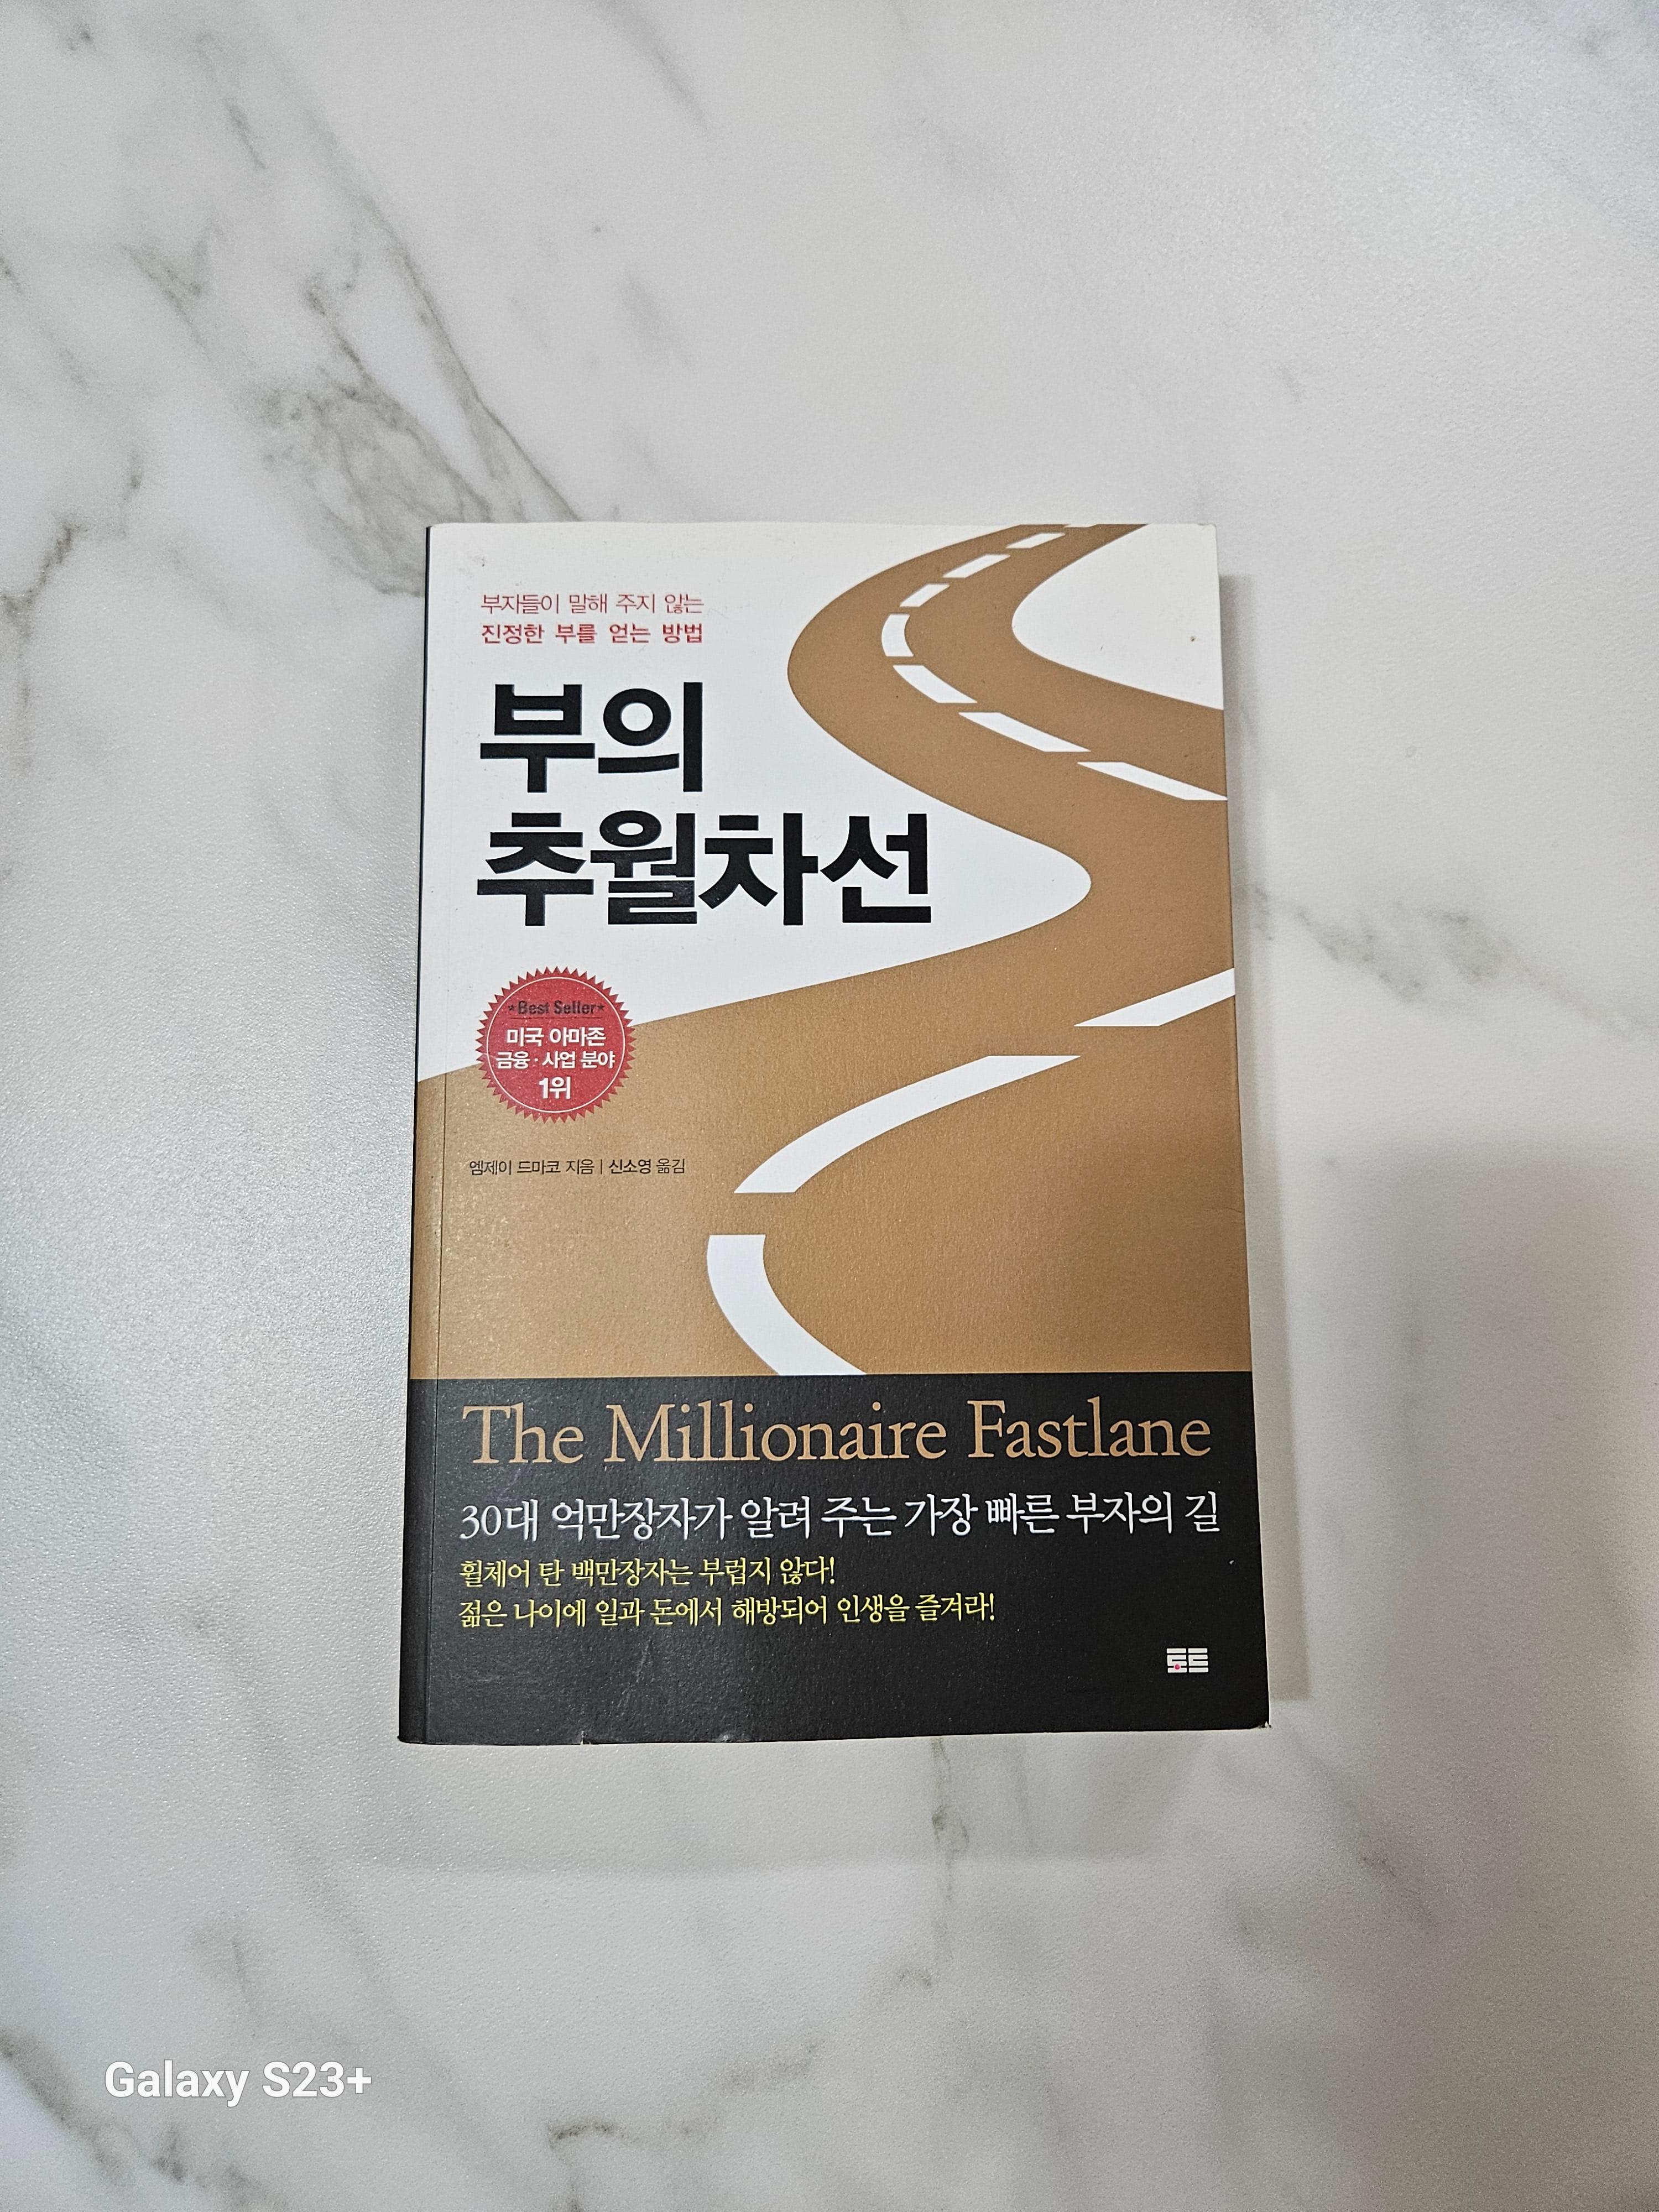 부자들이 말해 주지 않는
진정한 부를 얻는 방법
부의
추월차선
*Best Seller*
미국 아마존
금융·사업 분야
1위
엠제이 드마코 지음 | 신소영 옮김
The Millionaire Fastlane
30대 억만장자가 알려 주는 가장 빠른 부자의 길
휠체어 탄 백만장자는 부럽지 않다!
젊은 나이에 일과 돈에서 해방되어 인생을 즐겨라!
토트
Galaxy S23+